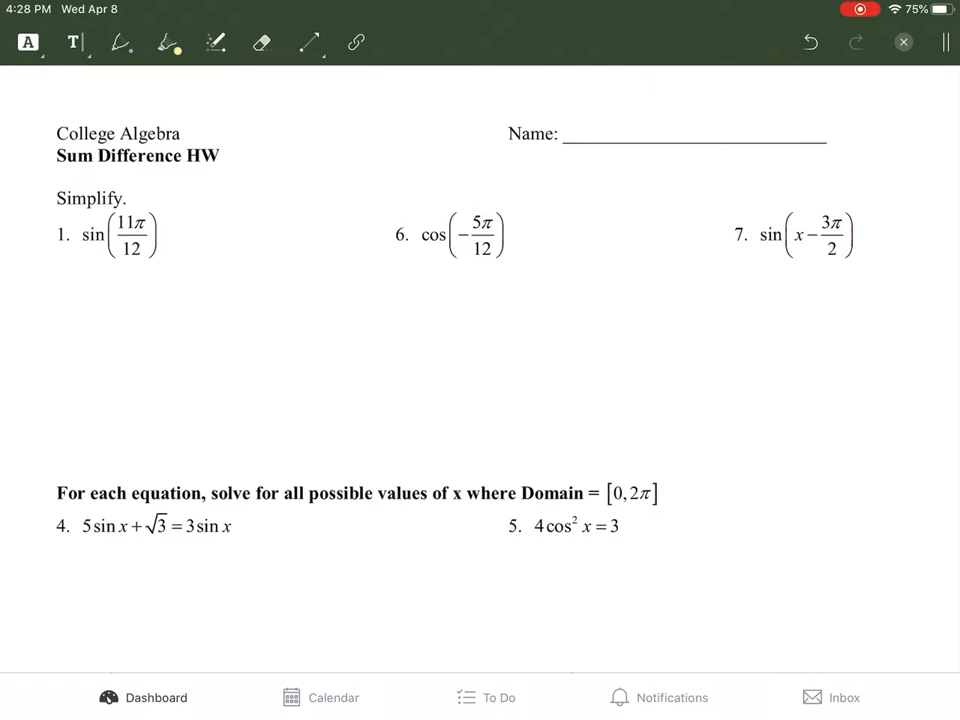 4:28 PM Wed Apr 8 75%
A T
College Algebra Name: ____________________________
Sum Difference HW
Simplify.
1. sin(11π/12) 6. cos(−5π/12) 7. sin(x − 3π/2)
For each equation, solve for all possible values of x where Domain = [0, 2π]
4. 5 sin x + √3 = 3 sin x 5. 4 cos² x = 3
Dashboard Calendar To Do Notifications Inbox